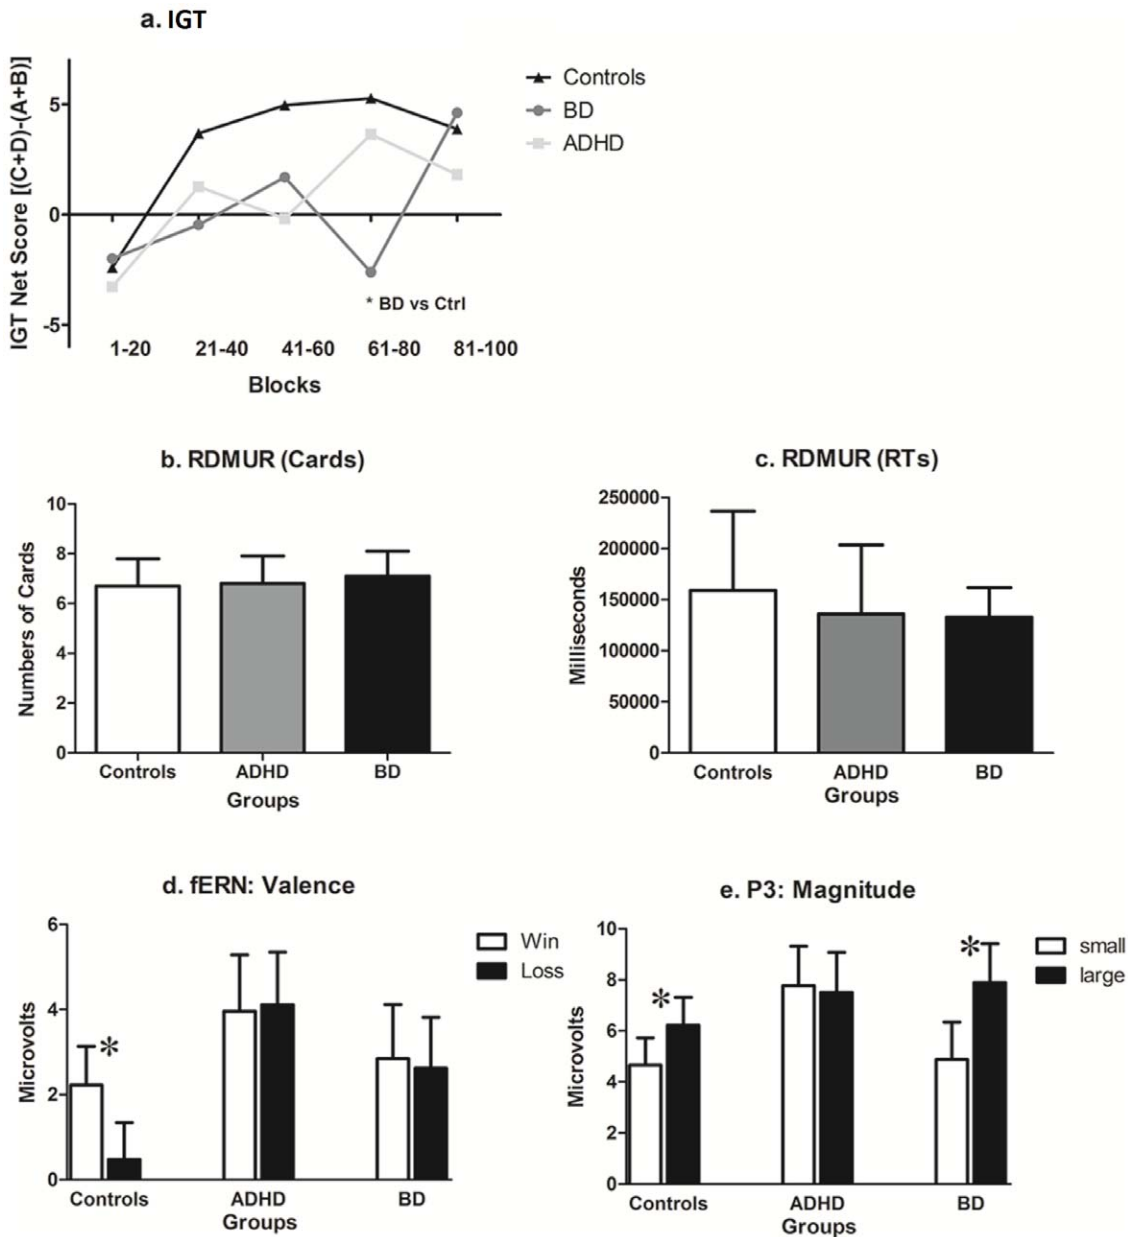 a. IGT
IGT Net Score [(C+D)-(A+B)]
5
0
-5
Controls
BD
ADHD
* BD vs Ctrl
1-20 21-40 41-60 61-80 81-100
Blocks
b. RDMUR (Cards)
Numbers of Cards
10
8
6
4
2
0
Controls ADHD BD
Groups
c. RDMUR (RTs)
Milliseconds
250000
200000
150000
100000
50000
0
Controls ADHD BD
Groups
d. fERN: Valence
Microvolts
6
4
2
0
*
Win
Loss
Controls ADHD BD
Groups
e. P3: Magnitude
Microvolts
10
8
6
4
2
0
* *
small
large
Controls ADHD BD
Groups